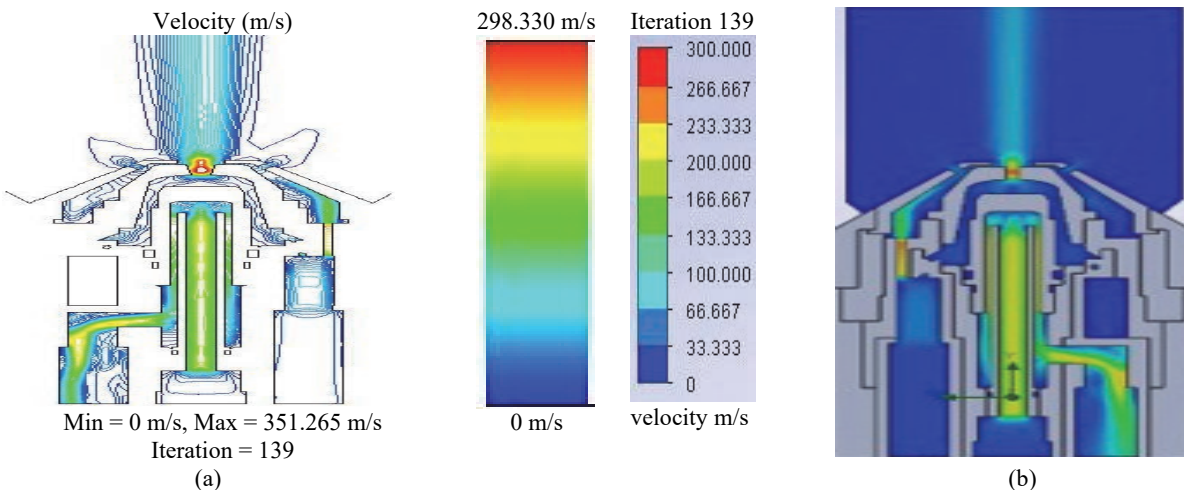 Velocity (m/s)
298.330 m/s
Iteration 139
300.000
266.667
233.333
200.000
166.667
133.333
100.000
66.667
33.333
0
Min = 0 m/s, Max = 351.265 m/s
0 m/s
velocity m/s
Iteration = 139
(a)
(b)